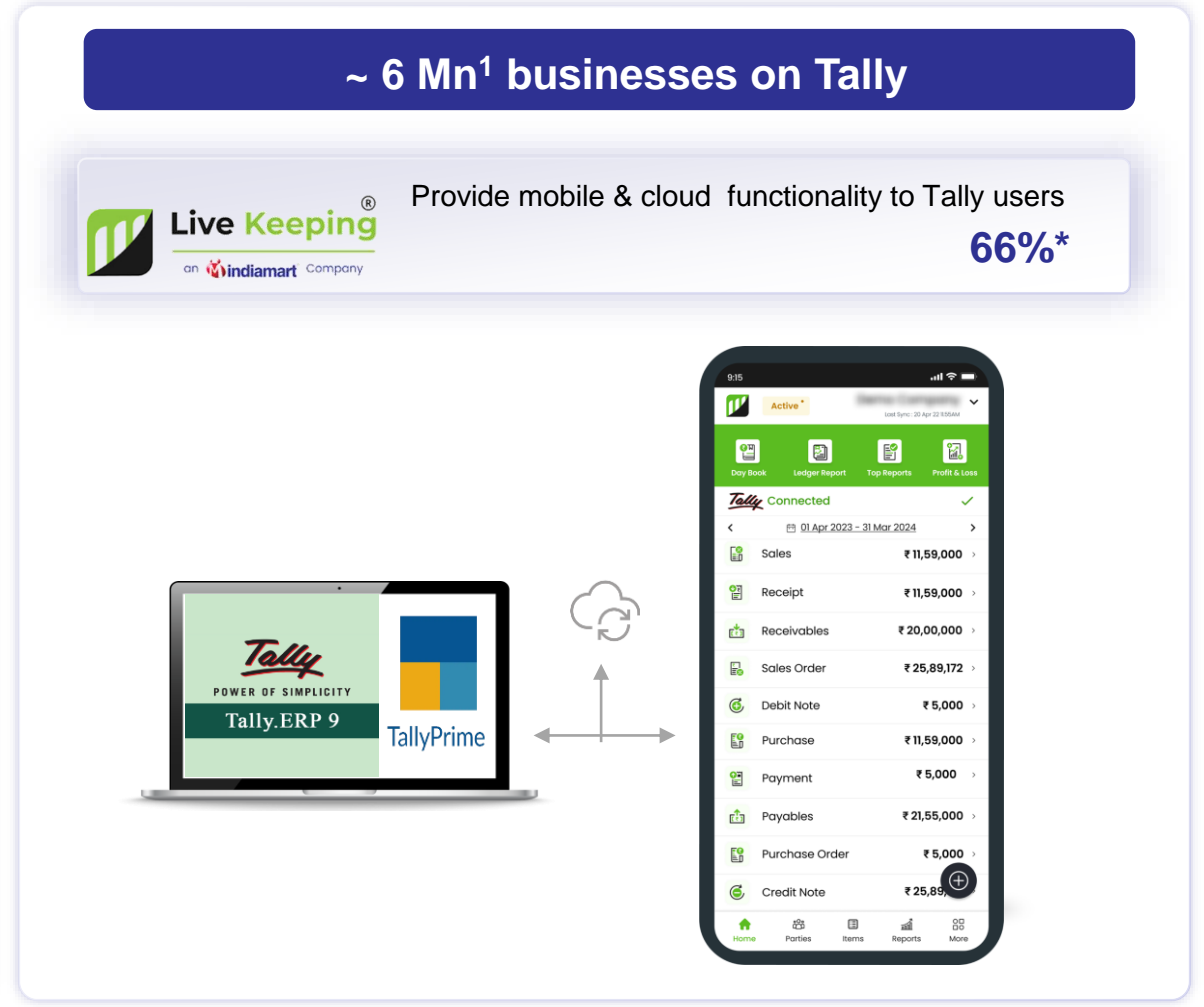 ~ 6 Mn¹ businesses on Tally
Live Keeping®
an indiamart Company
Provide mobile & cloud functionality to Tally users
66%*
9:15
Active
Last Sync: 20 Apr 22
Day Book
Ledger Report
Top Reports
Profit & Loss
Tally Connected
01 Apr 2023 - 31 Mar 2024
Sales ₹ 11,59,000
Receipt ₹ 11,59,000
Receivables ₹ 20,00,000
Sales Order ₹ 25,89,172
Debit Note ₹ 5,000
Purchase ₹ 11,59,000
Payment ₹ 5,000
Payables ₹ 21,55,000
Purchase Order ₹ 5,000
Credit Note ₹ 25,89,
Home
Parties
Items
Reports
More
Tally
POWER OF SIMPLICITY
Tally.ERP 9
TallyPrime